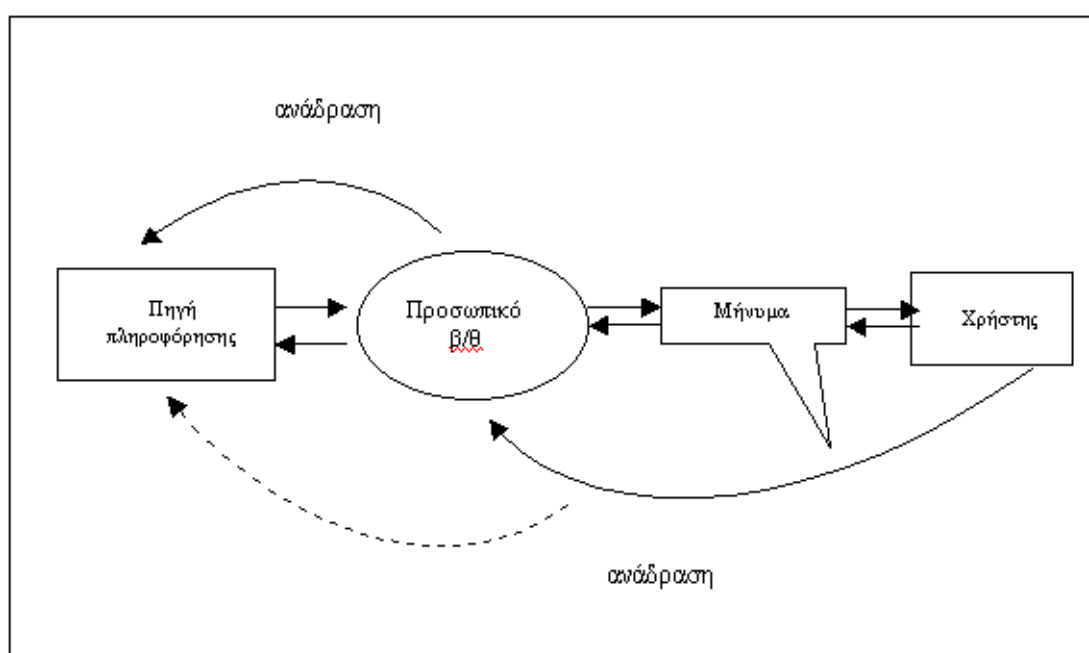 ανάδραση
Πηγή
πληροφόρησης
Προσωπικό
β/θ
Μήνυμα
Χρήστης
ανάδραση